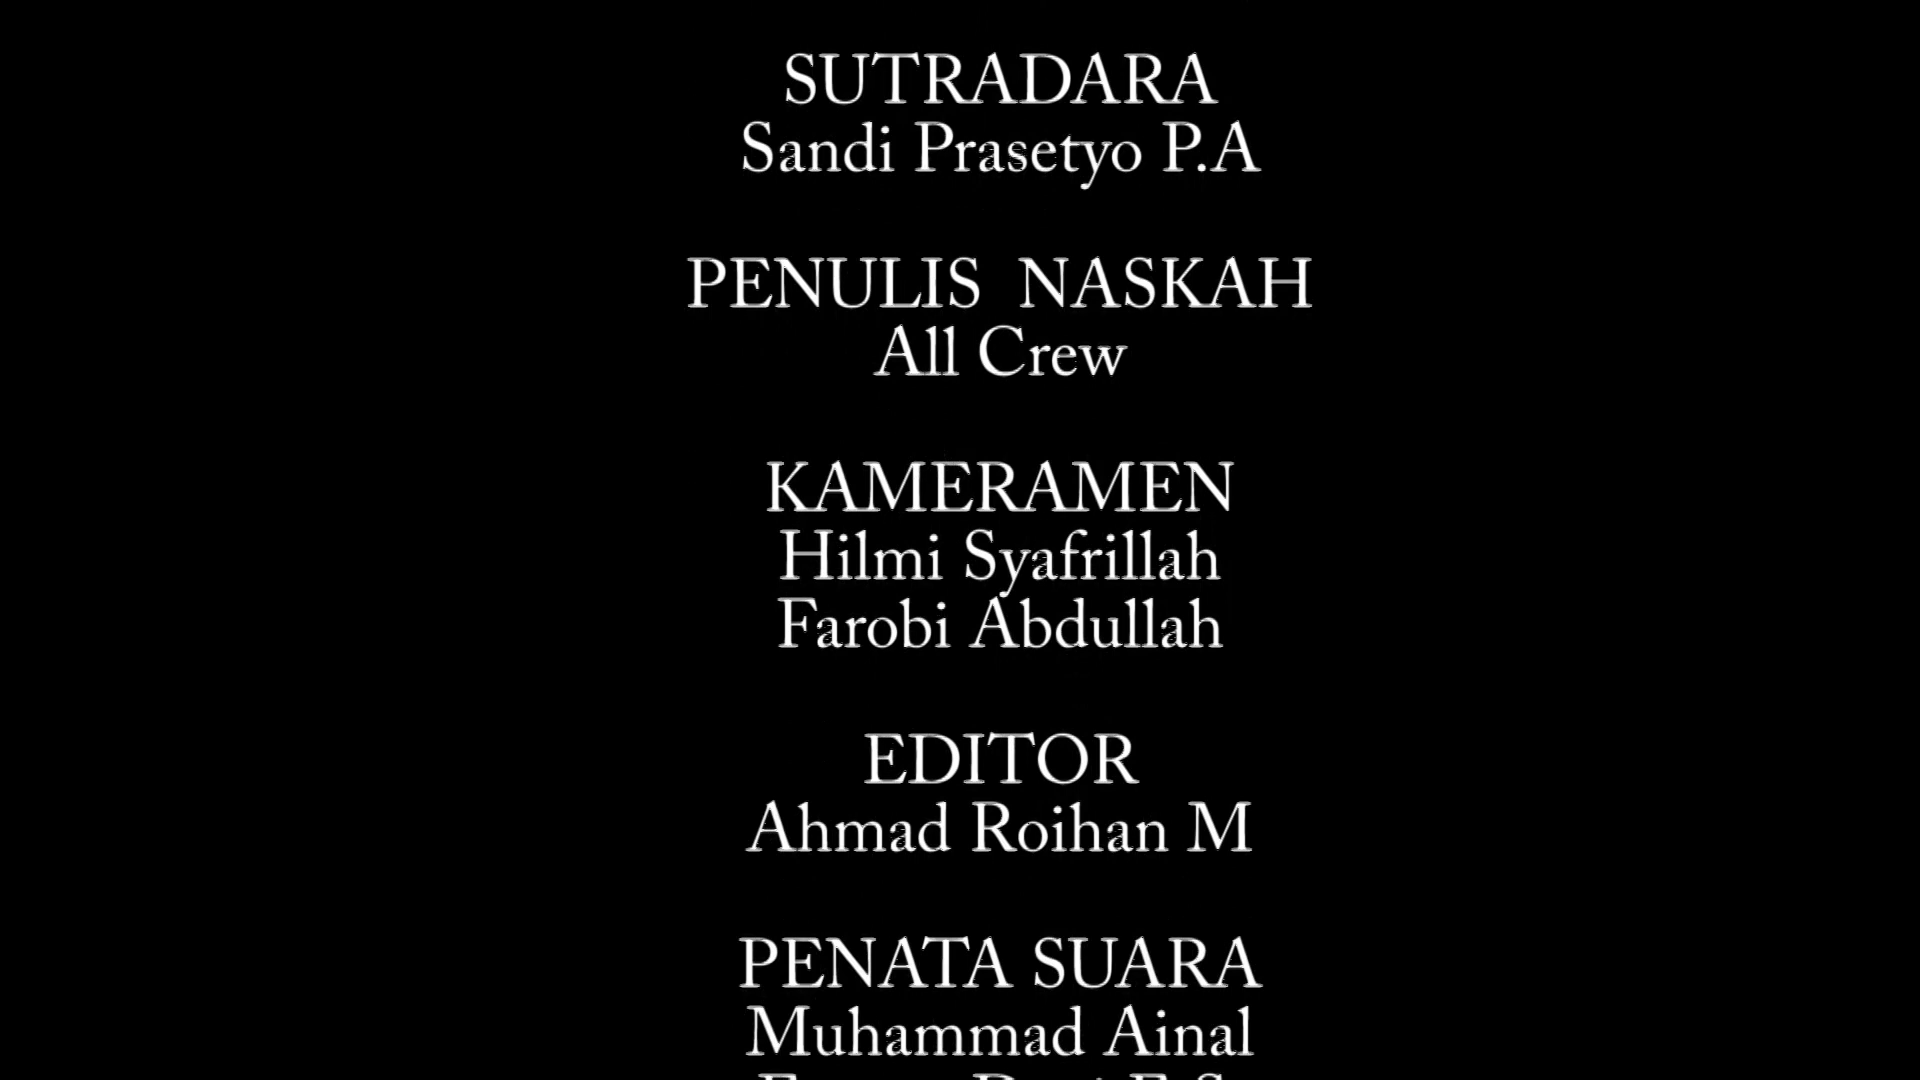 SUTRADARA
Sandi Prasetyo P.A
PENULIS  NASKAH
All Crew
KAMERAMEN
Hilmi Syafrillah
Farobi Abdullah
EDITOR
Ahmad Roihan M
PENATA SUARA
Muhammad Ainal